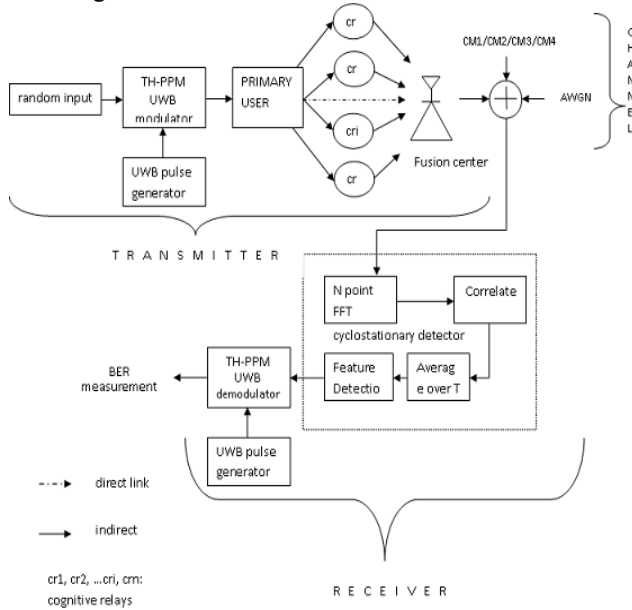 cr
CM1/CM2/CM3/CM4
random input
TH-PPM
UWB
modulator
PRIMARY
USER
cr
cri
cr
AWGN
C
H
A
N
N
E
L
Fusion center
UWB pulse
generator
T R A N S M I T T E R
N point
FFT
Correlate
cyclostationary detector
BER
measurement
TH-PPM
UWB
demodulator
Feature
Detectio
Averag
e over T
UWB pulse
generator
direct link
indirect
cr1, cr2, ...cri, crn:
cognitive relays
R E C E I V E R